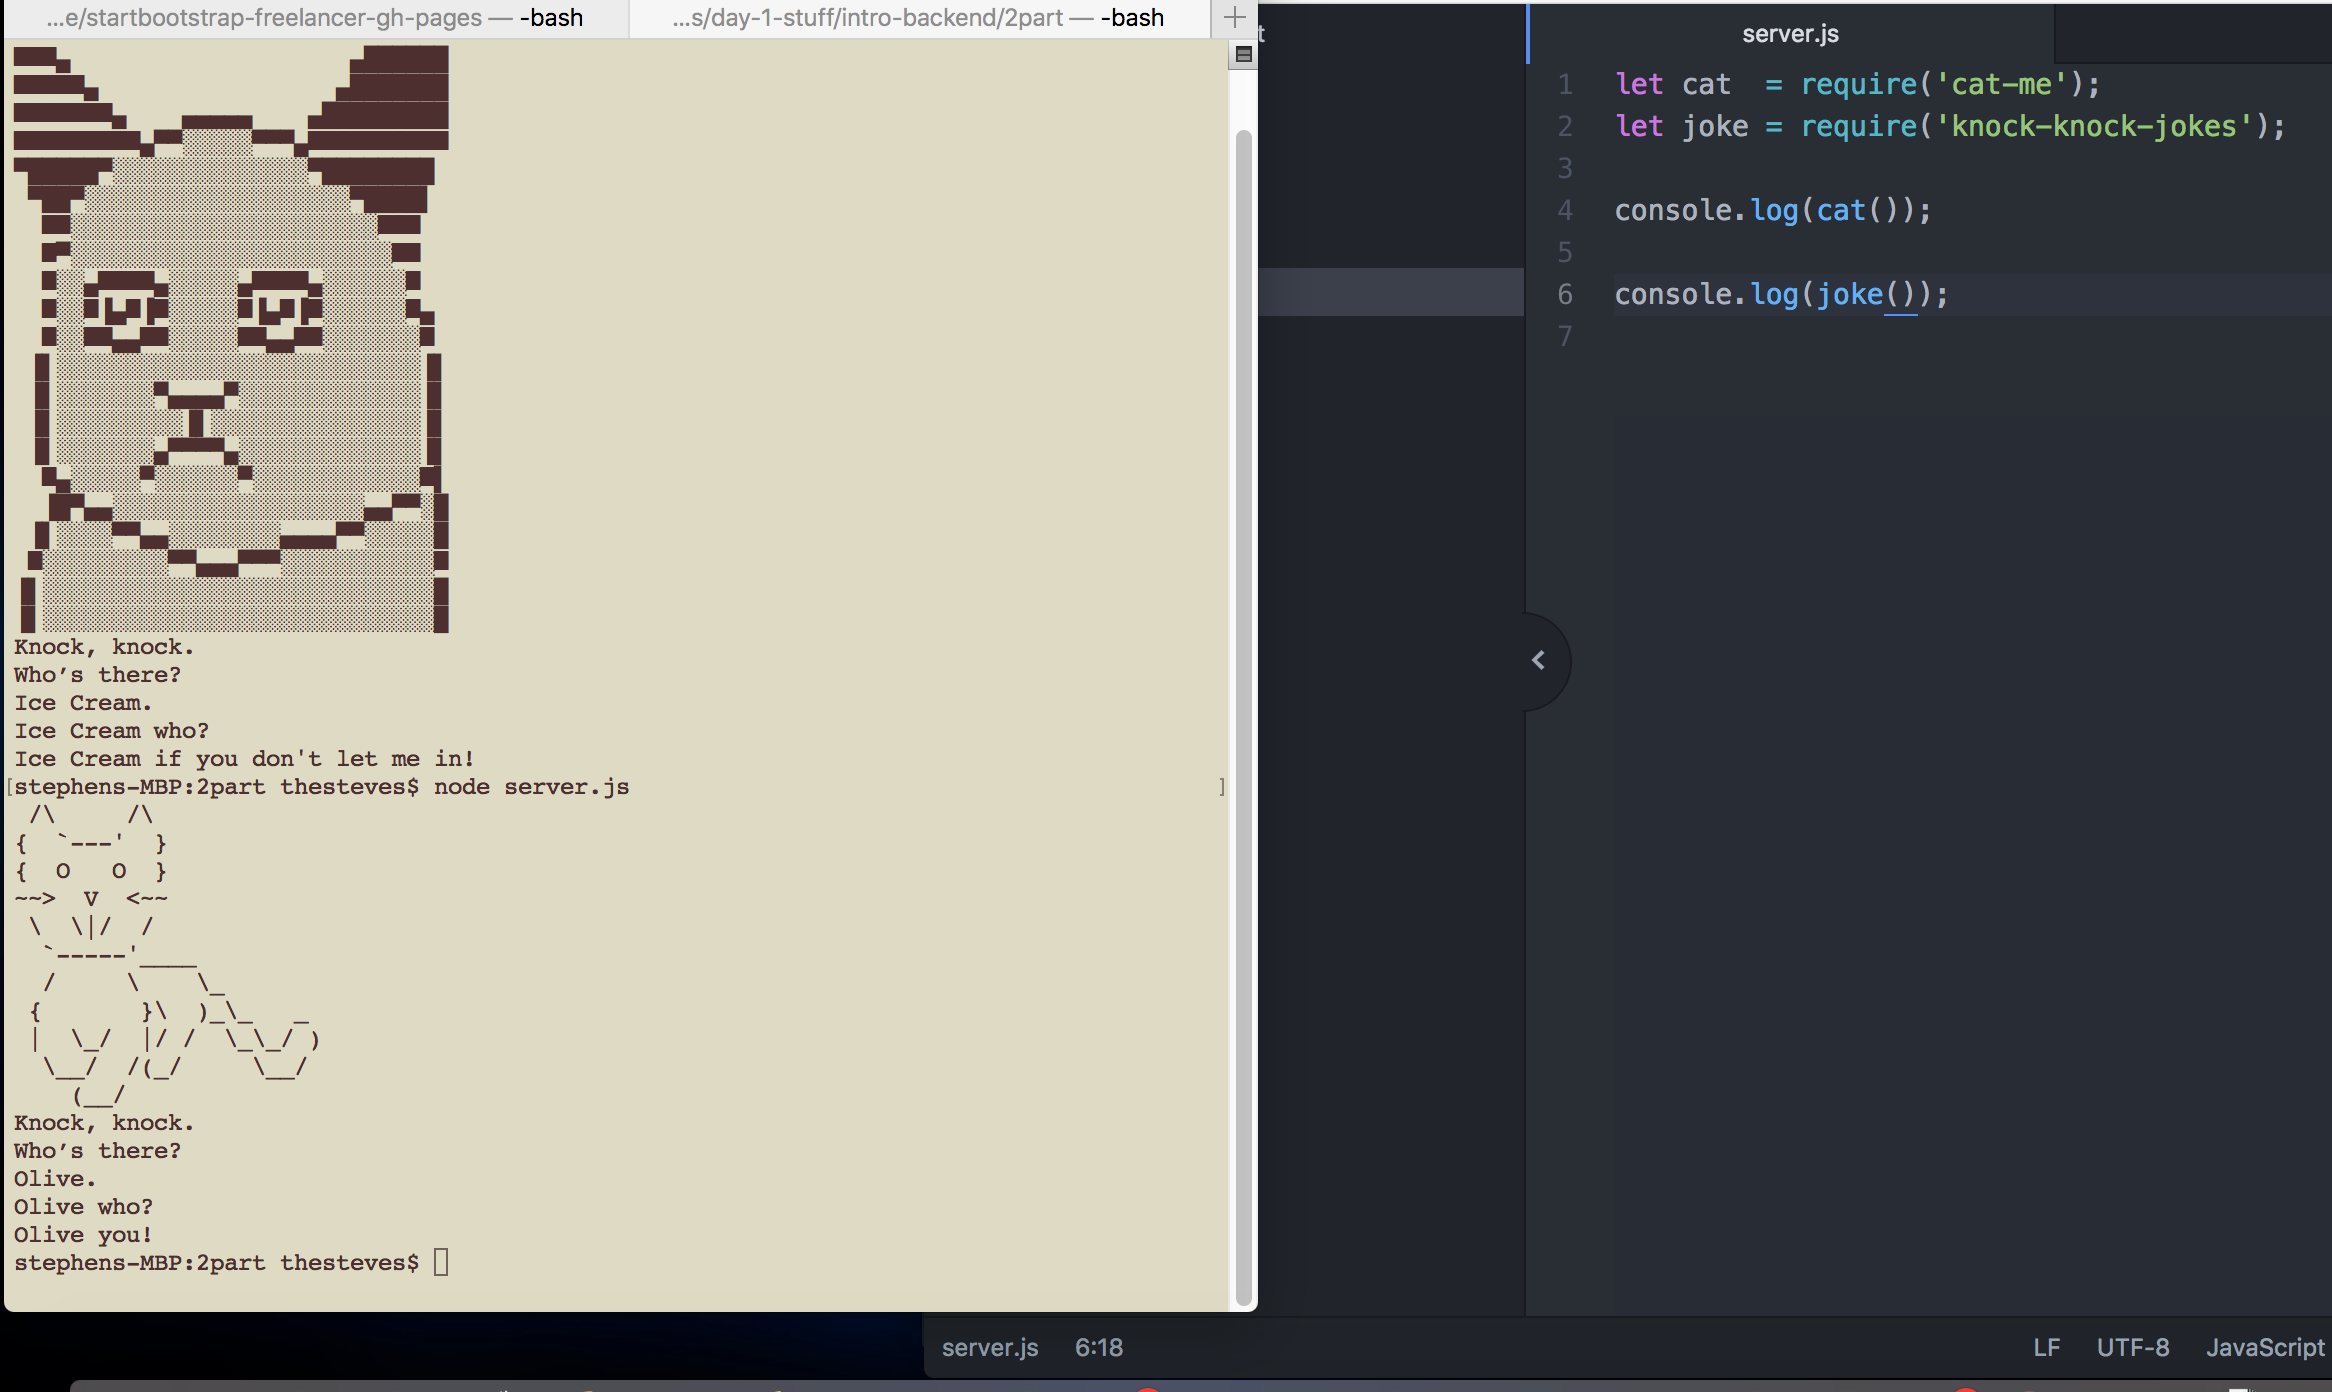 ...e/startbootstrap-freelancer-gh-pages — -bash
...s/day-1-stuff/intro-backend/2part — -bash
Knock, knock.
Who’s there?
Ice Cream.
Ice Cream who?
Ice Cream if you don't let me in!
[stephens-MBP:2part thesteves$ node server.js ]
 /\     /\
{  `---'  }
{  O   O  }
~~>  V  <~~
 \  \|/  /
  `-----'____
  /     \    \_
 {       }\  )_\_   _
 |  \_/  |/ /  \_\_/ )
  \__/  /(_/     \__/
    (__/
Knock, knock.
Who’s there?
Olive.
Olive who?
Olive you!
stephens-MBP:2part thesteves$
t
server.js
1 let cat  = require('cat-me');
2 let joke = require('knock-knock-jokes');
3
4 console.log(cat());
5
6 console.log(joke());
7
server.js 6:18 LF UTF-8 JavaScript